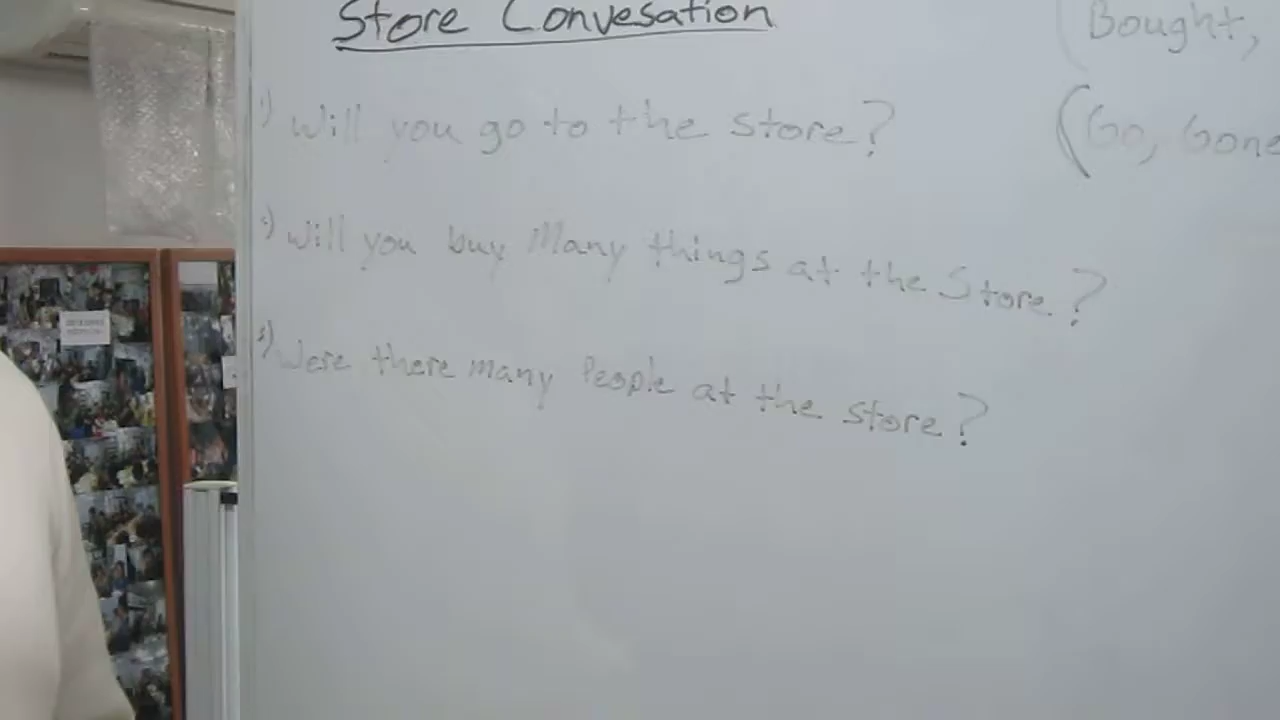 Store Convesation
1) Will you go to the store?
2) Will you buy Many things at the Store?
3) Were there many People at the store?
Bought,
(Go, Gone